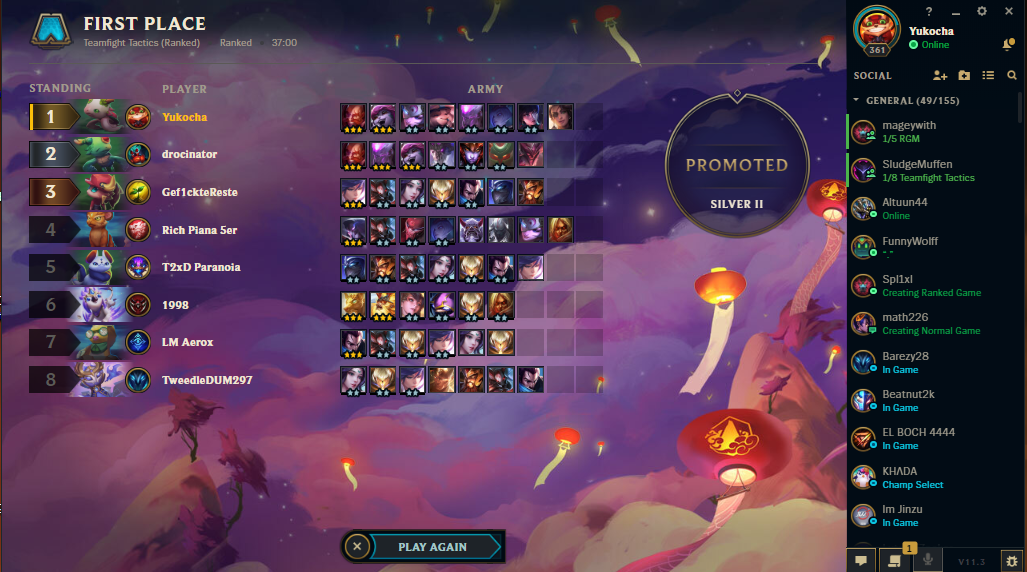 FIRST PLACE
Teamfight Tactics (Ranked) Ranked 37:00
STANDING PLAYER ARMY
1 Yukocha
2 drocinator
3 Gef1ckteReste
4 Rich Piana 5er
5 T2xD Paranoia
6 1998
7 LM Aerox
8 TweedleDUM297
PROMOTED
SILVER II
PLAY AGAIN
?
Yukocha
361
Online
SOCIAL
GENERAL (49/155)
mageywith
1/5 RGM
SludgeMuffen
1/8 Teamfight Tactics
Altuun44
Online
FunnyWolff
Spl1xl
Creating Ranked Game
math226
Creating Normal Game
Barezy28
In Game
Beatnut2k
In Game
EL BOCH 4444
In Game
KHΛDA
Champ Select
Im Jinzu
In Game
1
V11.3